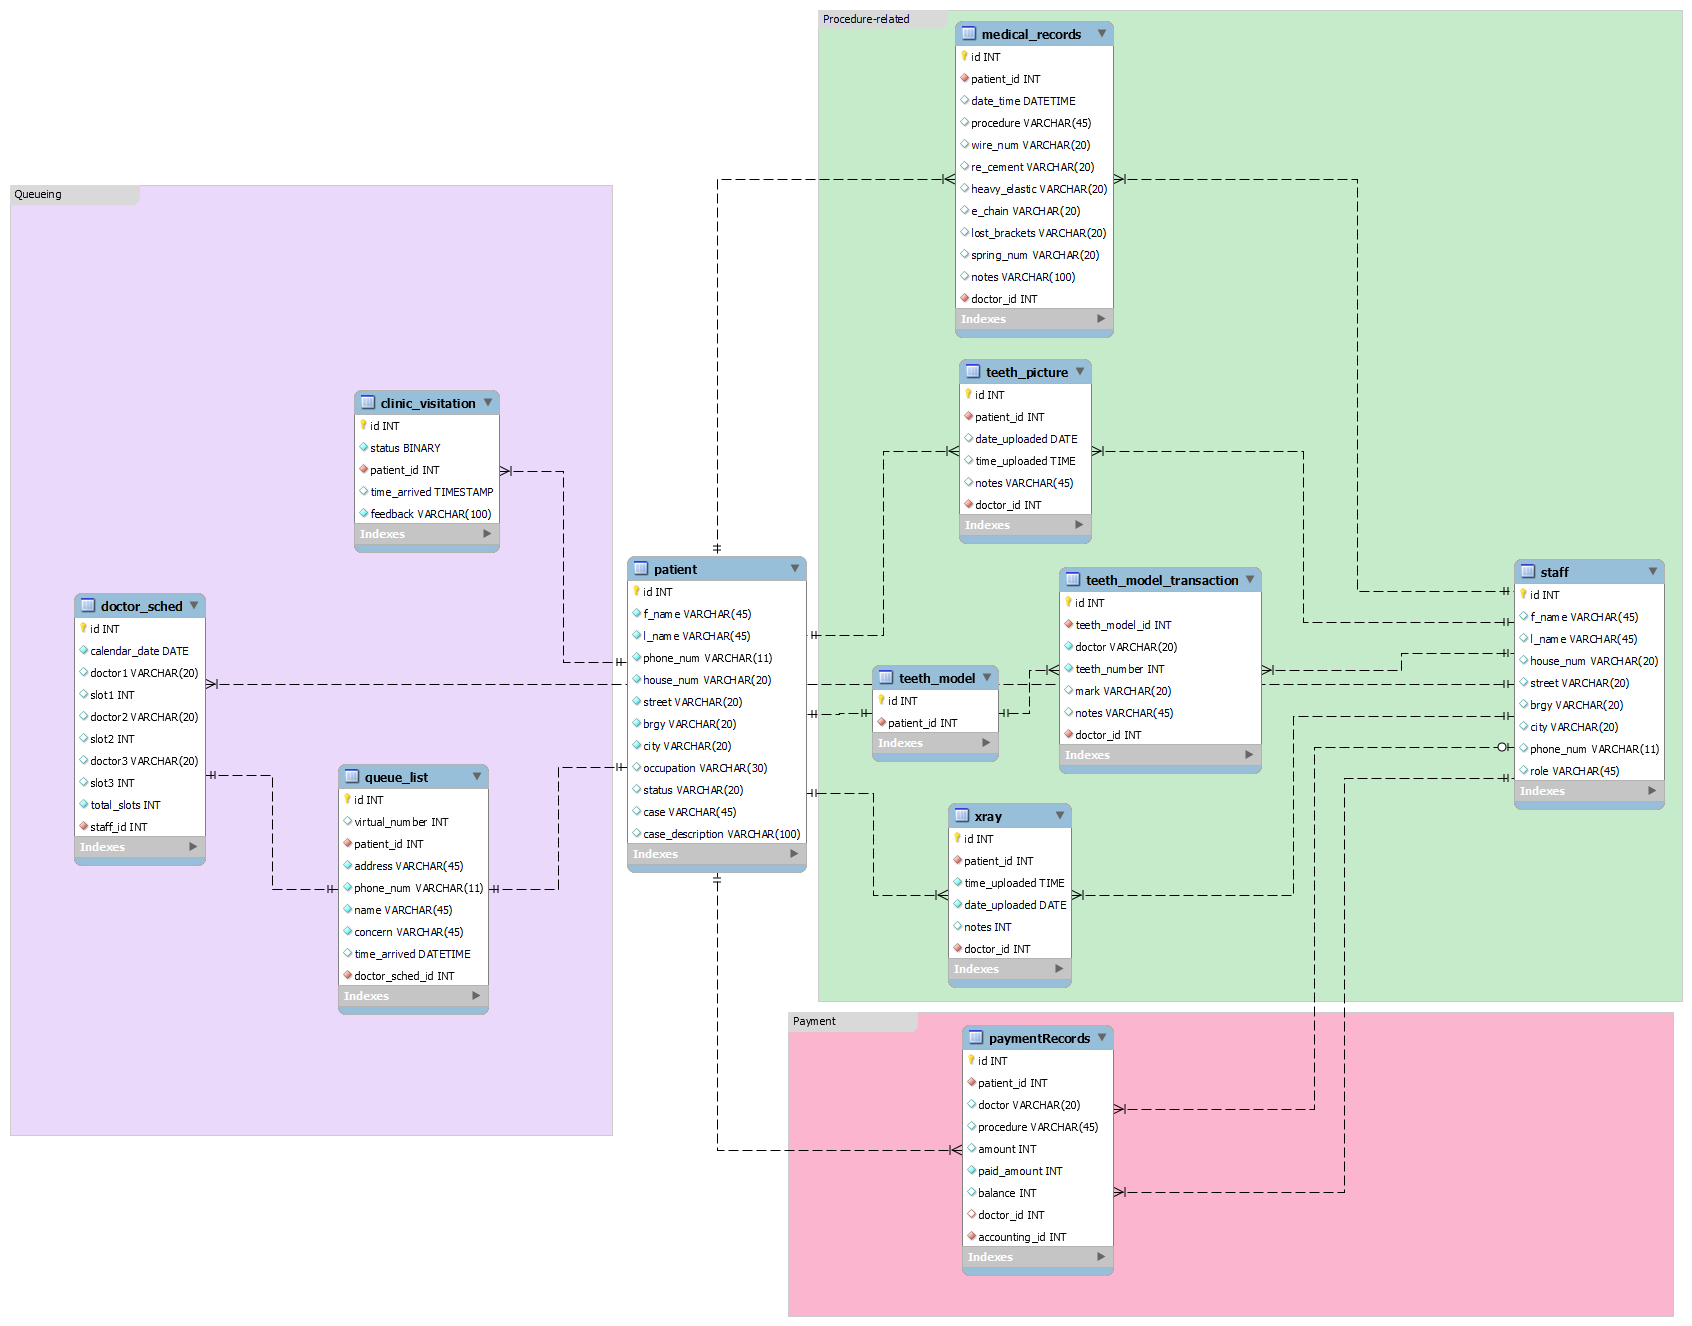 Queueing
clinic_visitation
id INT
status BINARY
patient_id INT
time_arrived TIMESTAMP
feedback VARCHAR(100)
Indexes
doctor_sched
id INT
calendar_date DATE
doctor1 VARCHAR(20)
slot1 INT
doctor2 VARCHAR(20)
slot2 INT
doctor3 VARCHAR(20)
slot3 INT
total_slots INT
staff_id INT
Indexes
queue_list
id INT
virtual_number INT
patient_id INT
address VARCHAR(45)
phone_num VARCHAR(11)
name VARCHAR(45)
concern VARCHAR(45)
time_arrived DATETIME
doctor_sched_id INT
Indexes
patient
id INT
f_name VARCHAR(45)
l_name VARCHAR(45)
phone_num VARCHAR(11)
house_num VARCHAR(20)
street VARCHAR(20)
brgy VARCHAR(20)
city VARCHAR(20)
occupation VARCHAR(30)
status VARCHAR(20)
case VARCHAR(45)
case_description VARCHAR(100)
Indexes
Procedure-related
medical_records
id INT
patient_id INT
date_time DATETIME
procedure VARCHAR(45)
wire_num VARCHAR(20)
re_cement VARCHAR(20)
heavy_elastic VARCHAR(20)
e_chain VARCHAR(20)
lost_brackets VARCHAR(20)
spring_num VARCHAR(20)
notes VARCHAR(100)
doctor_id INT
Indexes
teeth_picture
id INT
patient_id INT
date_uploaded DATE
time_uploaded TIME
notes VARCHAR(45)
doctor_id INT
Indexes
teeth_model_transaction
id INT
teeth_model_id INT
doctor VARCHAR(20)
teeth_number INT
mark VARCHAR(20)
notes VARCHAR(45)
doctor_id INT
Indexes
teeth_model
id INT
patient_id INT
Indexes
xray
id INT
patient_id INT
time_uploaded TIME
date_uploaded DATE
notes INT
doctor_id INT
Indexes
staff
id INT
f_name VARCHAR(45)
l_name VARCHAR(45)
house_num VARCHAR(20)
street VARCHAR(20)
brgy VARCHAR(20)
city VARCHAR(20)
phone_num VARCHAR(11)
role VARCHAR(45)
Indexes
Payment
paymentRecords
id INT
patient_id INT
doctor VARCHAR(20)
procedure VARCHAR(45)
amount INT
paid_amount INT
balance INT
doctor_id INT
accounting_id INT
Indexes